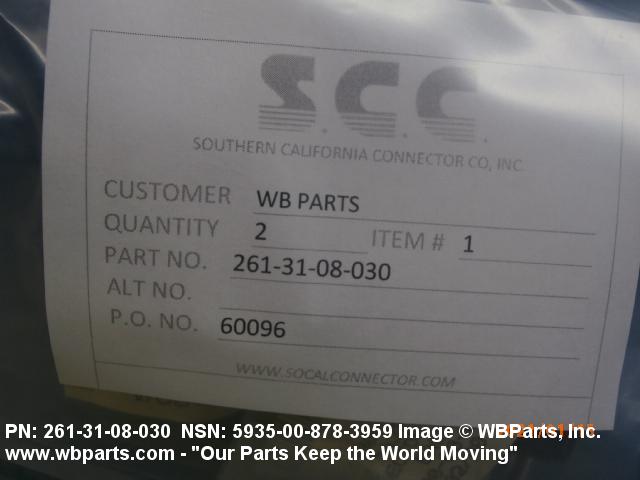 S.C.C.
SOUTHERN CALIFORNIA CONNECTOR CO, INC.
CUSTOMER WB PARTS
QUANTITY 2 ITEM # 1
PART NO. 261-31-08-030
ALT NO.
P.O. NO. 60096
WWW.SOCALCONNECTOR.COM
PN: 261-31-08-030 NSN: 5935-00-878-3959 Image © WBParts, Inc.
www.wbparts.com - "Our Parts Keep the World Moving"